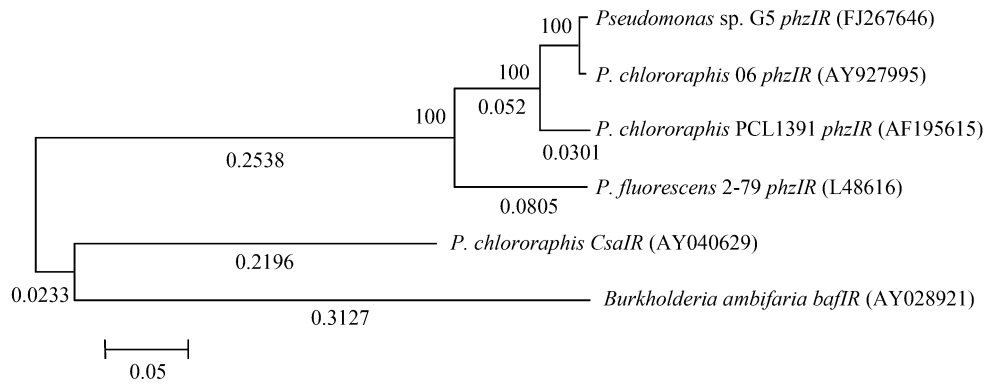 100
Pseudomonas sp. G5 phzIR (FJ267646)
100
P. chlororaphis 06 phzIR (AY927995)
0.052
100
P. chlororaphis PCL1391 phzIR (AF195615)
0.0301
0.2538
P. fluorescens 2-79 phzIR (L48616)
0.0805
P. chlororaphis CsaIR (AY040629)
0.2196
0.0233
Burkholderia ambifaria bafIR (AY028921)
0.3127
0.05